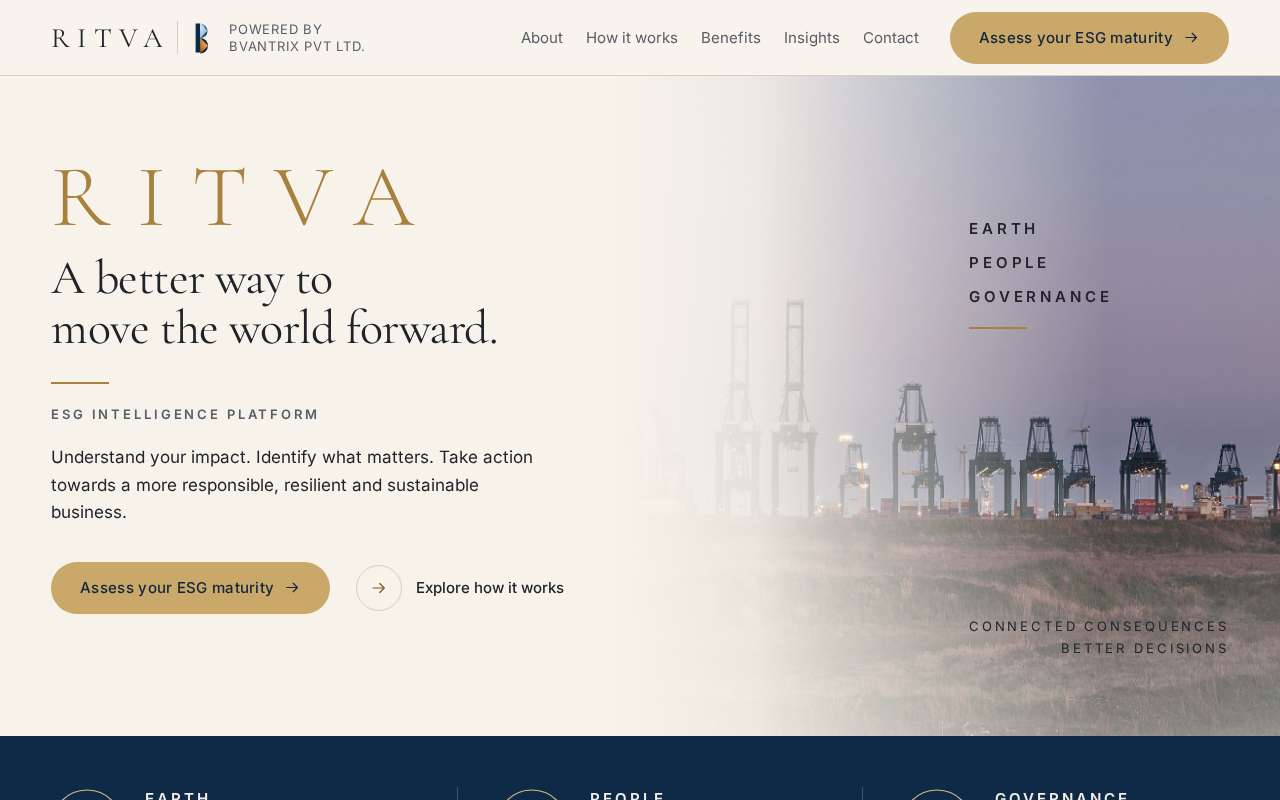 RITVA
POWERED BY
BVANTRIX PVT LTD.
About
How it works
Benefits
Insights
Contact
Assess your ESG maturity →
RITVA
A better way to
move the world forward.
ESG INTELLIGENCE PLATFORM
Understand your impact. Identify what matters. Take action
towards a more responsible, resilient and sustainable
business.
Assess your ESG maturity →
→ Explore how it works
EARTH
PEOPLE
GOVERNANCE
CONNECTED CONSEQUENCES
BETTER DECISIONS
EARTH
PEOPLE
GOVERNANCE